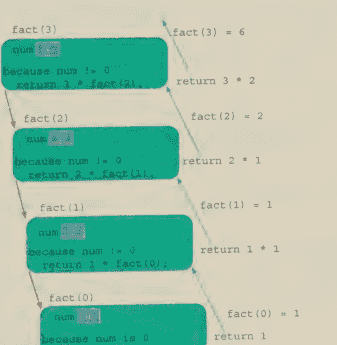 fact(3)
fact(3) = 6
num
because num != 0
return 3 * fact(2).
return 3 * 2
fact(2) = 2
fact(2)
num
because num != 0
return 2 * fact(1);
return 2 * 1
fact(1) = 1
fact(1)
num
because num != 0
return 1 * fact(0);
return 1 * 1
fact(0)
num
fact(0) = 1
because num is 0
return 1